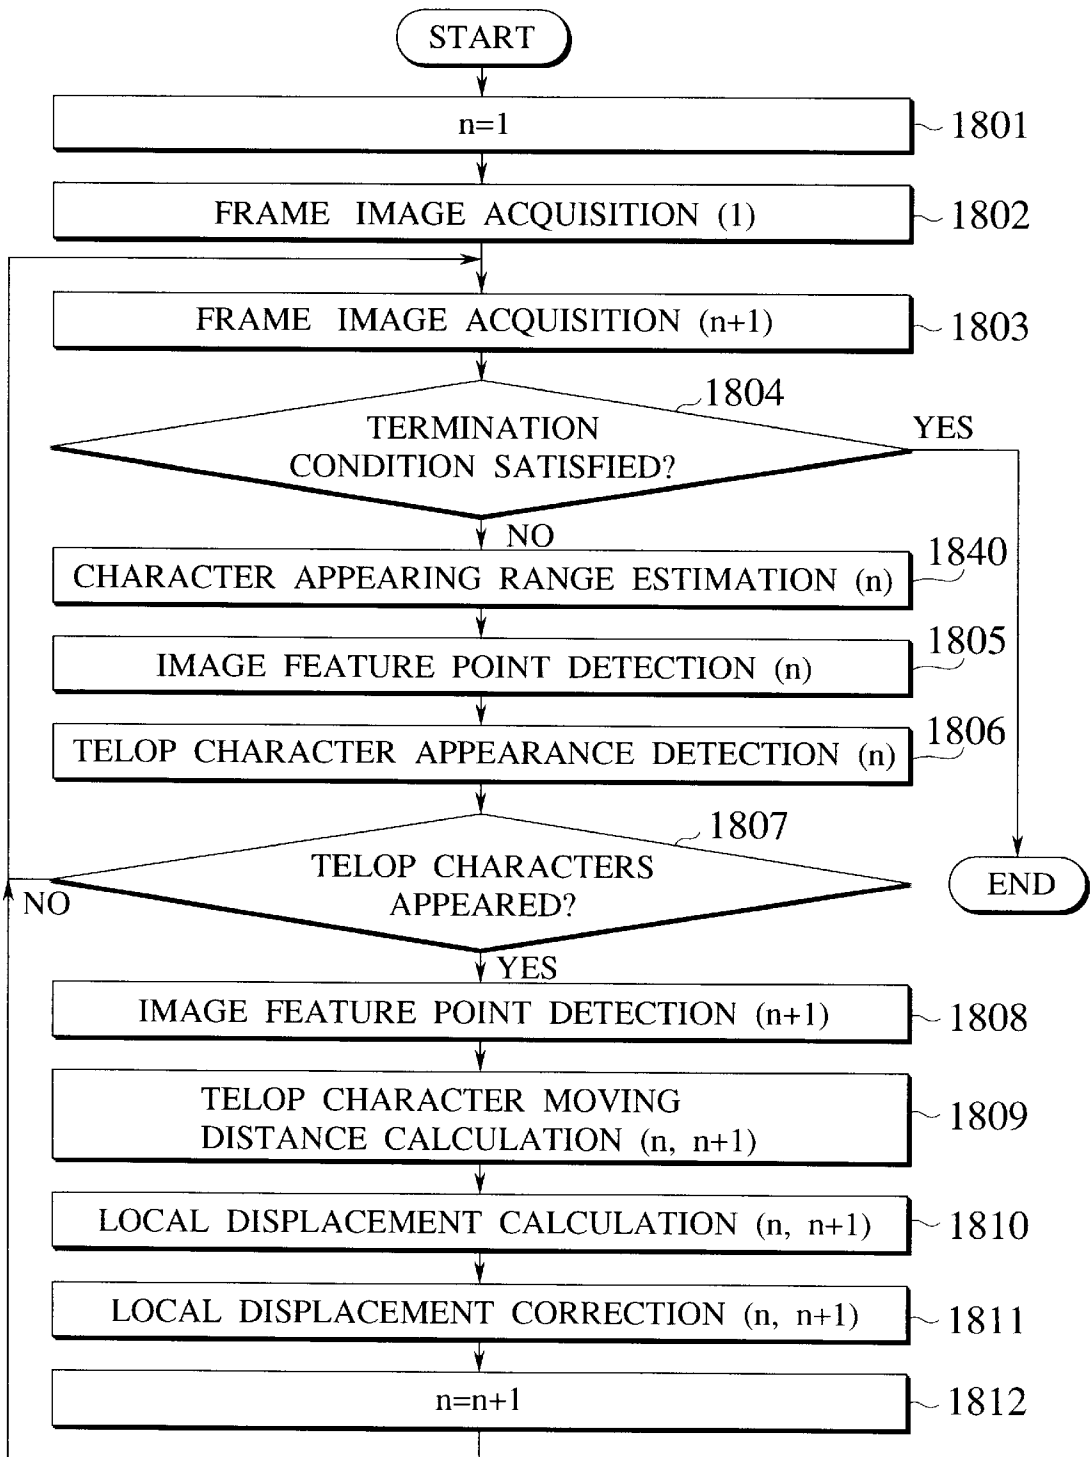 START
n=1
1801
FRAME IMAGE ACQUISITION (1)
1802
FRAME IMAGE ACQUISITION (n+1)
1803
1804
TERMINATION
CONDITION SATISFIED?
YES
NO
1840
CHARACTER APPEARING RANGE ESTIMATION (n)
1805
IMAGE FEATURE POINT DETECTION (n)
1806
TELOP CHARACTER APPEARANCE DETECTION (n)
1807
TELOP CHARACTERS
APPEARED?
NO
END
YES
IMAGE FEATURE POINT DETECTION (n+1)
1808
TELOP CHARACTER MOVING
DISTANCE CALCULATION (n, n+1)
1809
LOCAL DISPLACEMENT CALCULATION (n, n+1)
1810
LOCAL DISPLACEMENT CORRECTION (n, n+1)
1811
n=n+1
1812